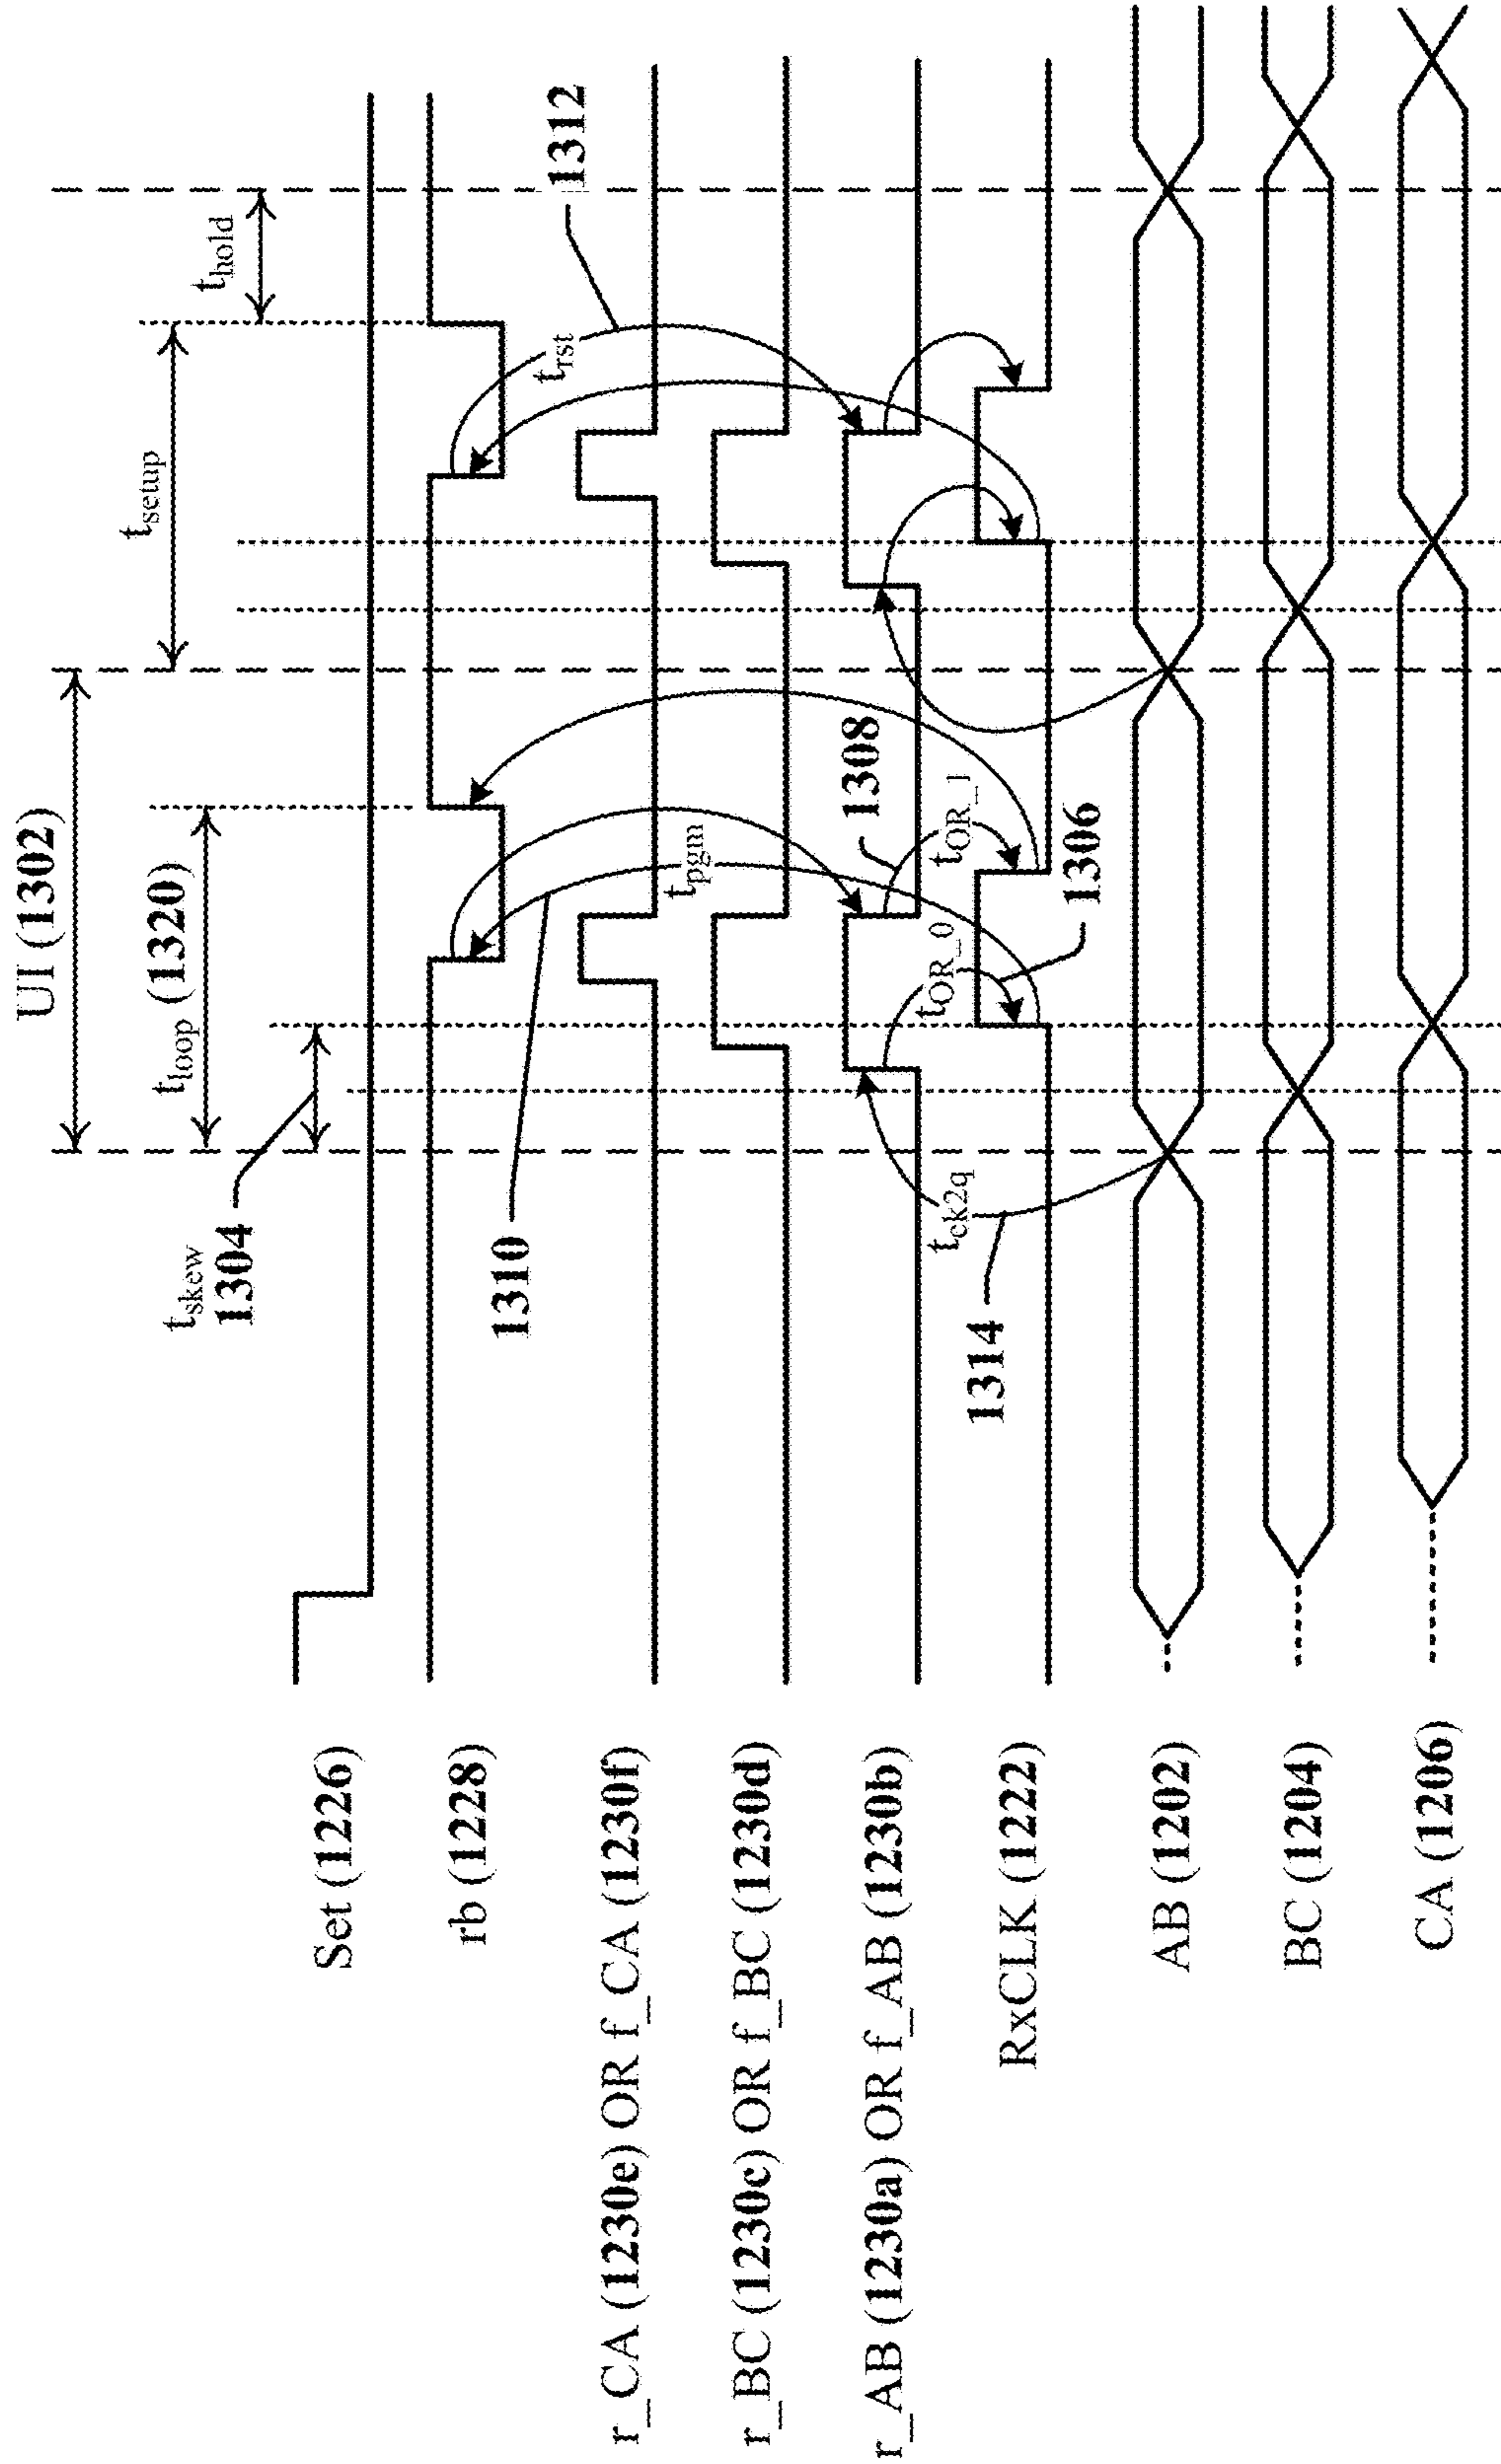 UI (1302)
t_loop (1320)
t_skew
1304
t_setup
t_hold
Set (1226)
rb (1228)
1310
t_rst
1312
r_CA (1230e) OR f_CA (1230f)
t_pgm
r_BC (1230c) OR f_BC (1230d)
1308
r_AB (1230a) OR f_AB (1230b)
t_ck2q
t_OR_0
t_OR_1
1314
1306
RxCLK (1222)
AB (1202)
BC (1204)
CA (1206)